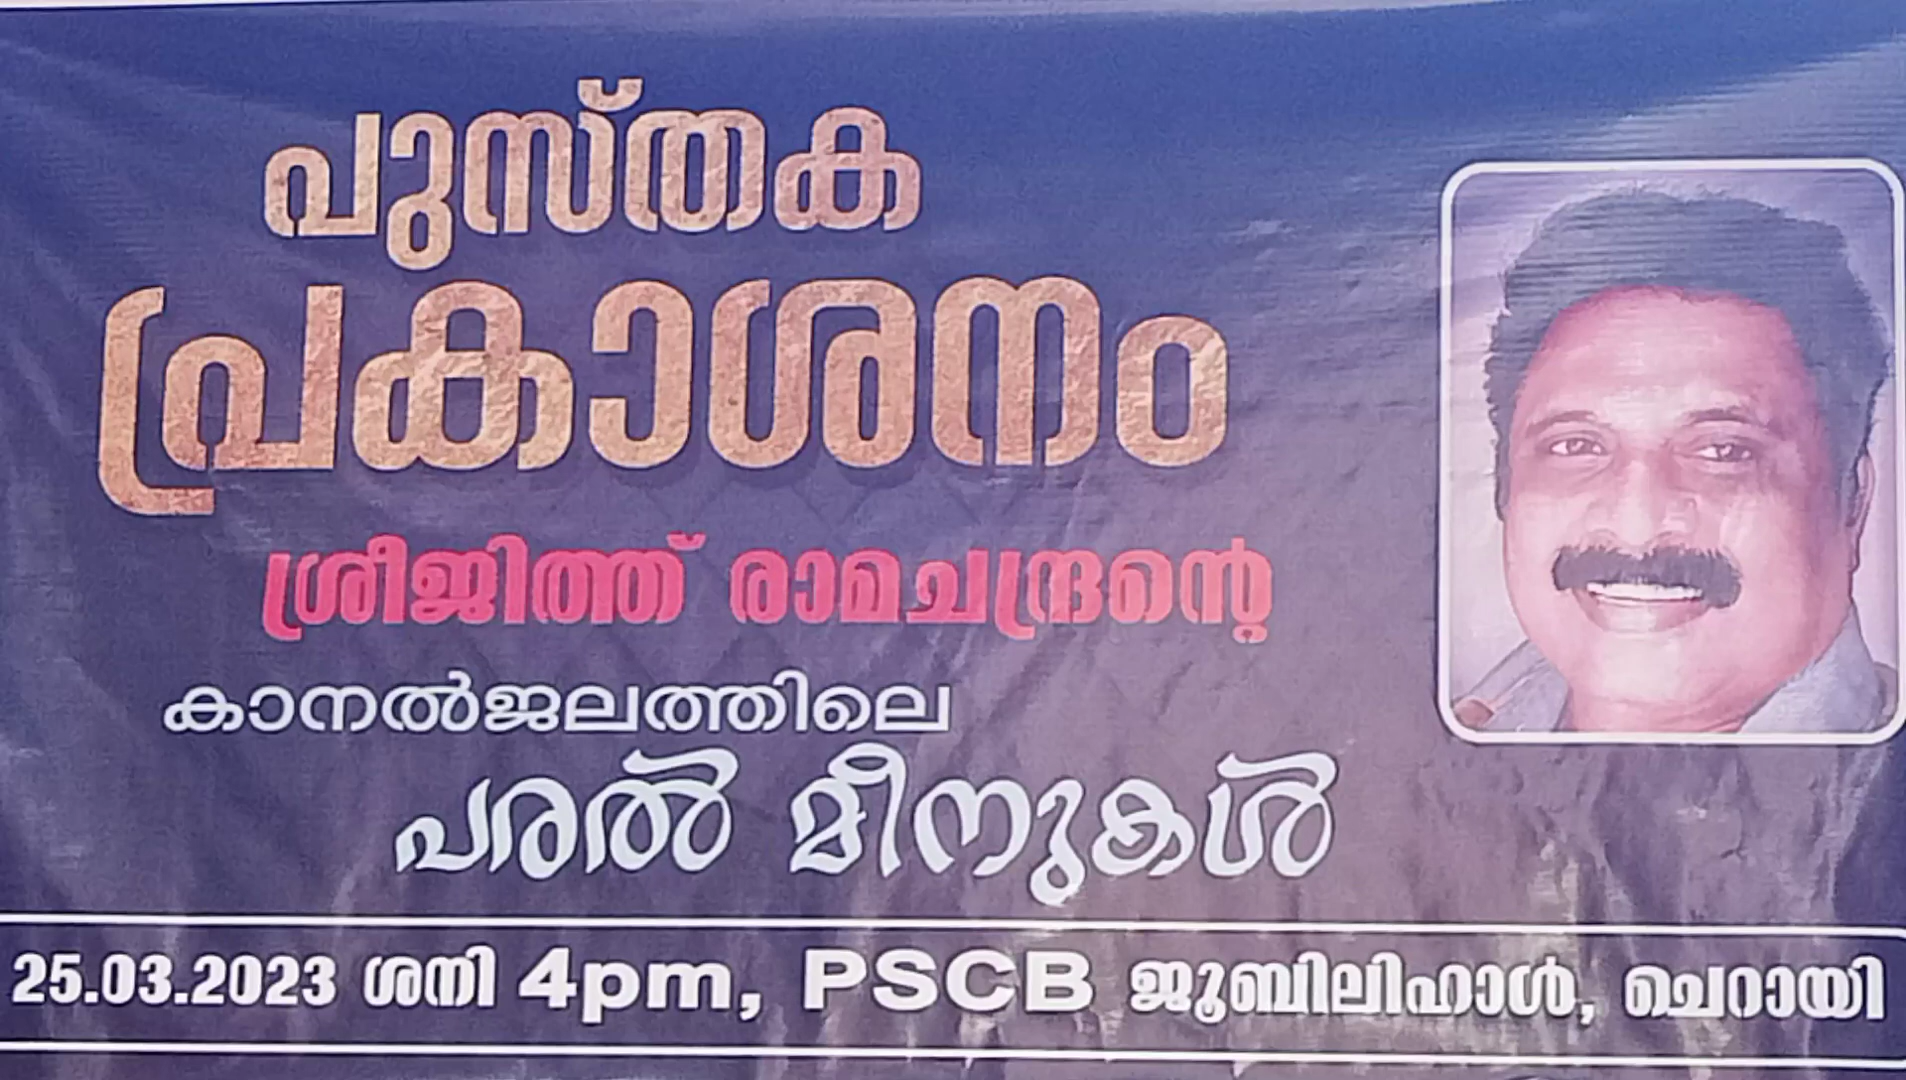 പുസ്തക
പ്രകാശനം
ശ്രീജിത്ത് രാമചന്ദ്രന്റെ
കാനൽജലത്തിലെ
പരൽ മീനുകൾ
25.03.2023 ശനി 4pm, PSCB ജൂബിലിഹാൾ, ചെറായി